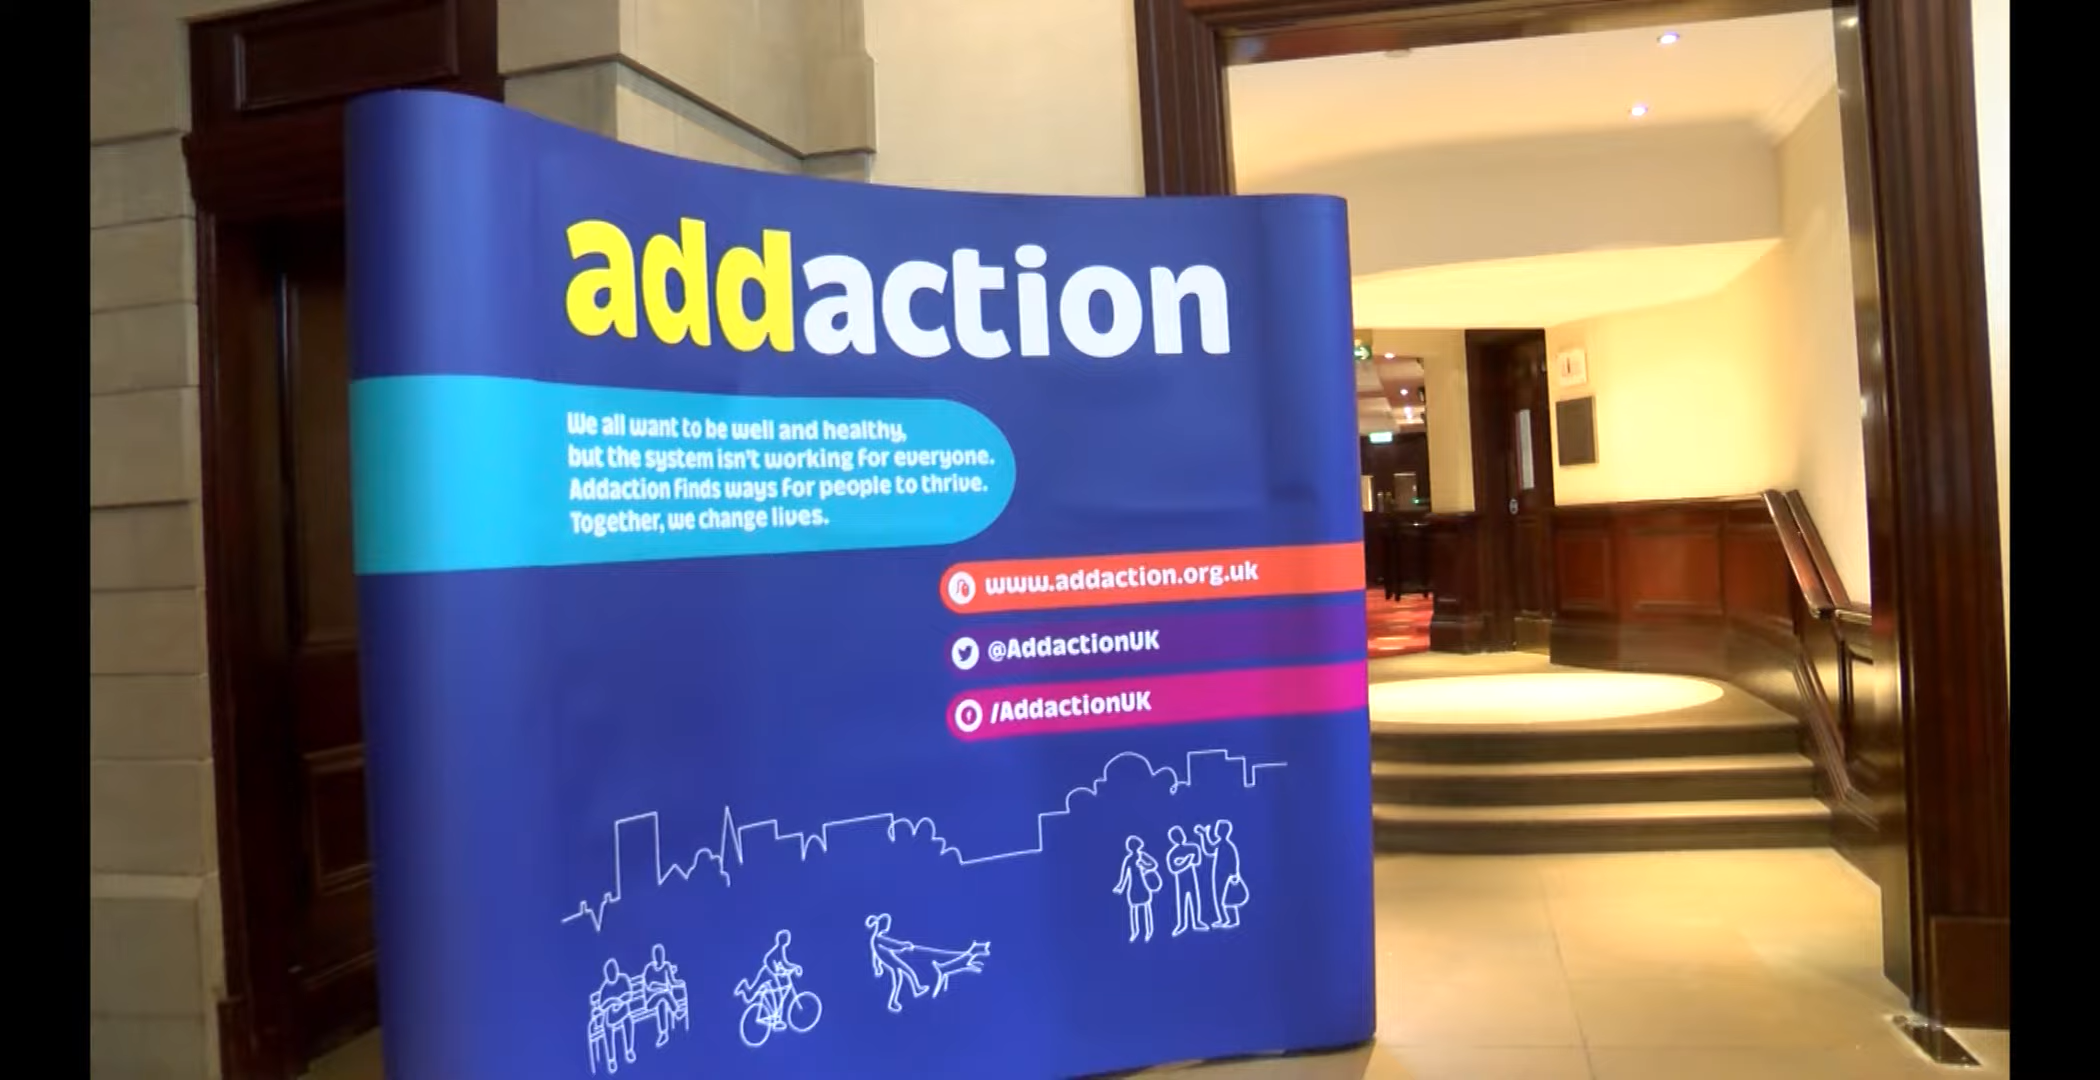 addaction
We all want to be well and healthy,
but the system isn't working for everyone.
Addaction finds ways for people to thrive.
Together, we change lives.
www.addaction.org.uk
@AddactionUK
/AddactionUK